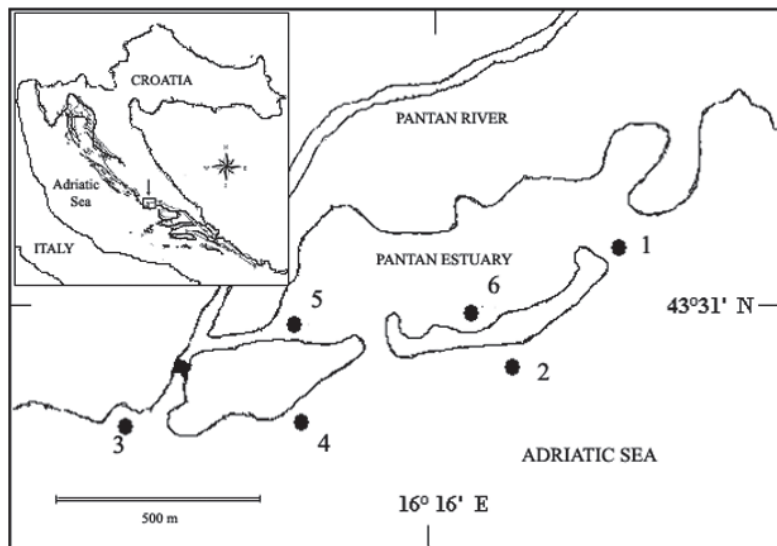 CROATIA
Adriatic
Sea
ITALY
PANTAN RIVER
PANTAN ESTUARY
1
6
5
43°31' N
2
3
4
ADRIATIC SEA
16° 16' E
500 m